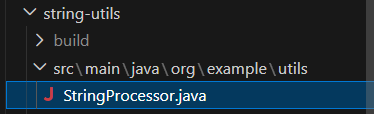 string-utils
build
src\main\java\org\example\utils
J StringProcessor.java